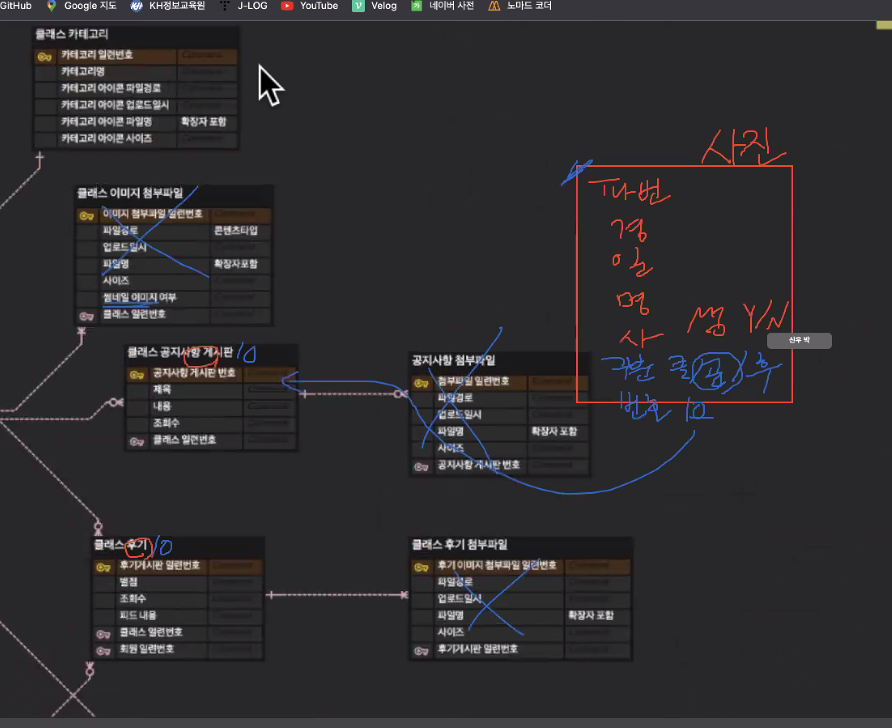 GitHub Google 지도 KH정보교육원 J-LOG YouTube Velog 네이버 사전 노마드 코더
클래스 카테고리
카테고리 일련번호
카테고리명
카테고리 아이콘 파일경로
카테고리 아이콘 업로드일시
카테고리 아이콘 파일명 확장자 포함
카테고리 아이콘 사이즈
클래스 이미지 첨부파일
이미지 첨부파일 일련번호
파일경로 콘텐츠타입
업로드일시
파일명 확장자포함
사이즈
썸네일 이미지 여부
클래스 일련번호
클래스 공지사항 게시판 10
공지사항 게시판 번호
제목
내용
조회수
클래스 일련번호
공지사항 첨부파일
첨부파일 일련번호
파일경로
업로드일시
파일명 확장자 포함
사이즈
공지사항 게시판 번호
사진
파번
경
일
명
사 썸 Y/N
신우 박
구분 클 공 후
번호 10
클래스 후기 10
후기게시판 일련번호
별점
조회수
피드 내용
클래스 일련번호
회원 일련번호
클래스 후기 첨부파일
후기 이미지 첨부파일 일련번호
파일경로
업로드일시
파일명 확장자 포함
사이즈
후기게시판 일련번호